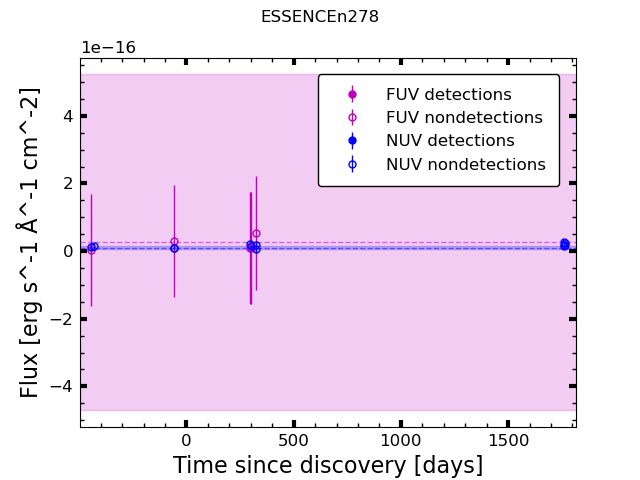 ESSENCEn278
1e−16
FUV detections
FUV nondetections
NUV detections
NUV nondetections
4
2
0
−2
−4
Flux [erg s^-1 Å^-1 cm^-2]
0 500 1000 1500
Time since discovery [days]